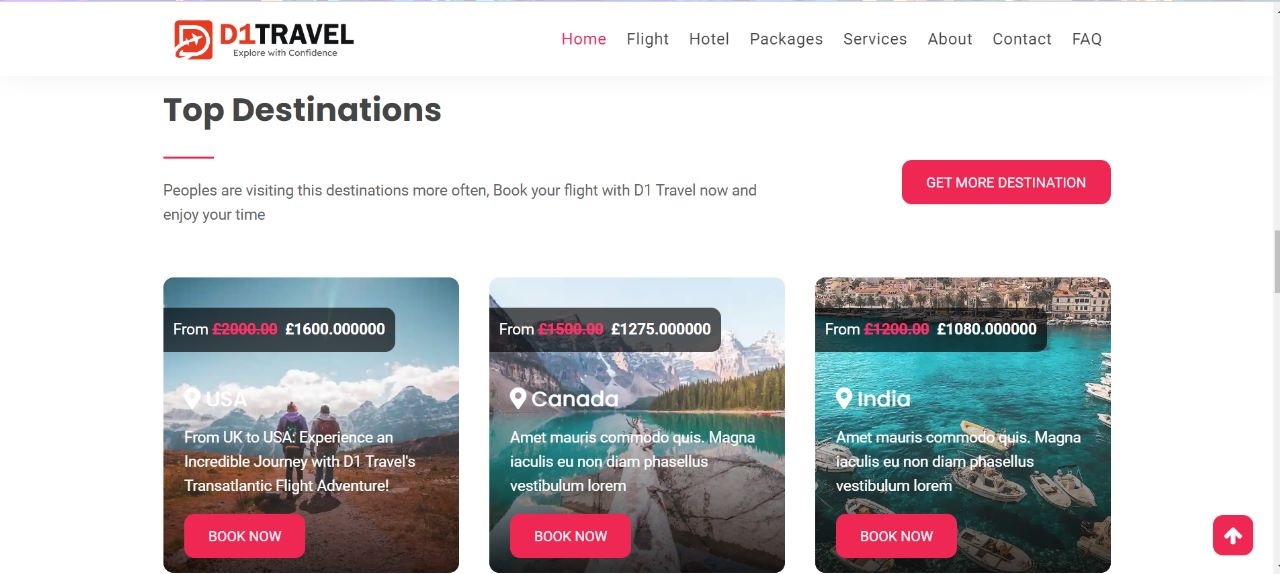 D1TRAVEL
Explore with Confidence
Home Flight Hotel Packages Services About Contact FAQ
Top Destinations
Peoples are visiting this destinations more often, Book your flight with D1 Travel now and
enjoy your time
GET MORE DESTINATION
From £2000.00 £1600.000000
USA
From UK to USA: Experience an
Incredible Journey with D1 Travel's
Transatlantic Flight Adventure!
BOOK NOW
From £1500.00 £1275.000000
Canada
Amet mauris commodo quis. Magna
iaculis eu non diam phasellus
vestibulum lorem
BOOK NOW
From £1200.00 £1080.000000
India
Amet mauris commodo quis. Magna
iaculis eu non diam phasellus
vestibulum lorem
BOOK NOW